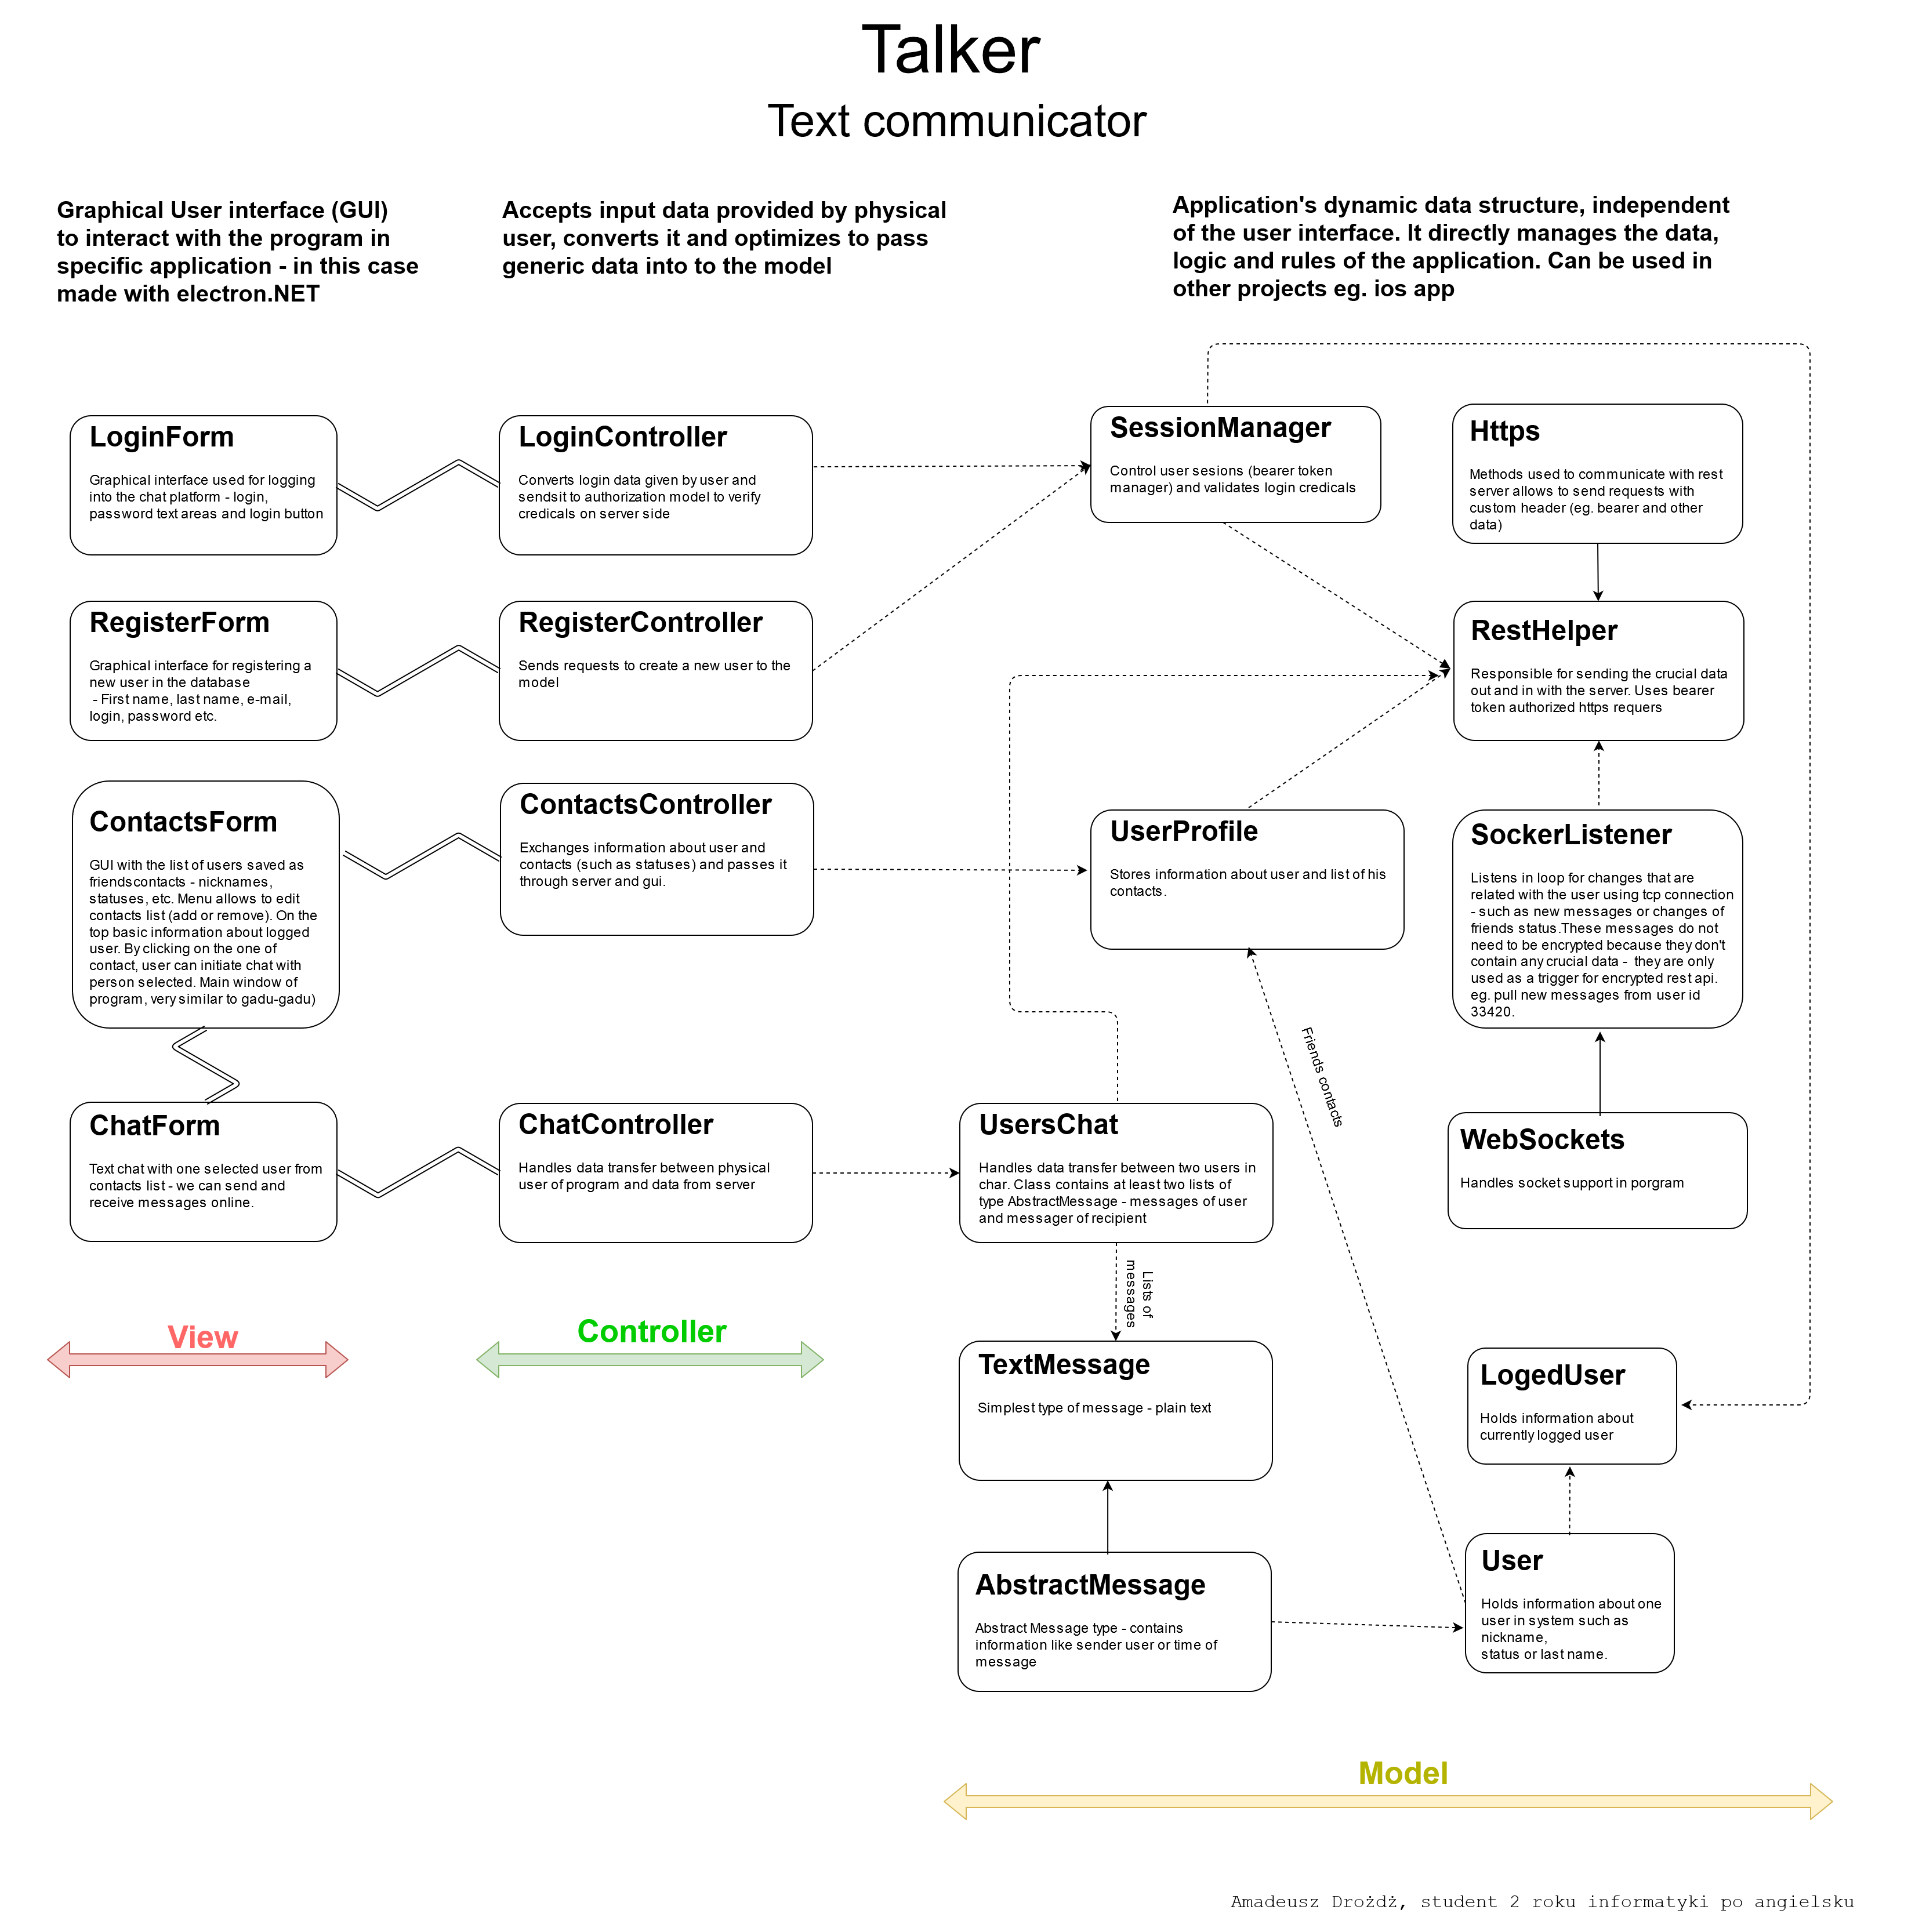 Talker
Text communicator
Graphical User interface (GUI)
to interact with the program in
specific application - in this case
made with electron.NET
Accepts input data provided by physical
user, converts it and optimizes to pass
generic data into to the model
Application's dynamic data structure, independent
of the user interface. It directly manages the data,
logic and rules of the application. Can be used in
other projects eg. ios app
LoginForm
Graphical interface used for logging
into the chat platform - login,
password text areas and login button
LoginController
Converts login data given by user and
sendsit to authorization model to verify
credicals on server side
SessionManager
Control user sesions (bearer token
manager) and validates login credicals
Https
Methods used to communicate with rest
server allows to send requests with
custom header (eg. bearer and other
data)
RegisterForm
Graphical interface for registering a
new user in the database
- First name, last name, e-mail,
login, password etc.
RegisterController
Sends requests to create a new user to the
model
RestHelper
Responsible for sending the crucial data
out and in with the server. Uses bearer
token authorized https requers
ContactsForm
GUI with the list of users saved as
friendscontacts - nicknames,
statuses, etc. Menu allows to edit
contacts list (add or remove). On the
top basic information about logged
user. By clicking on the one of
contact, user can initiate chat with
person selected. Main window of
program, very similar to gadu-gadu)
ContactsController
Exchanges information about user and
contacts (such as statuses) and passes it
through server and gui.
UserProfile
Stores information about user and list of his
contacts.
SockerListener
Listens in loop for changes that are
related with the user using tcp connection
- such as new messages or changes of
friends status.These messages do not
need to be encrypted because they don't
contain any crucial data - they are only
used as a trigger for encrypted rest api.
eg. pull new messages from user id
33420.
Friends contacts
ChatForm
Text chat with one selected user from
contacts list - we can send and
receive messages online.
ChatController
Handles data transfer between physical
user of program and data from server
UsersChat
Handles data transfer between two users in
char. Class contains at least two lists of
type AbstractMessage - messages of user
and messager of recipient
WebSockets
Handles socket support in porgram
Lists of
messages
View
Controller
TextMessage
Simplest type of message - plain text
LogedUser
Holds information about
currently logged user
AbstractMessage
Abstract Message type - contains
information like sender user or time of
message
User
Holds information about one
user in system such as
nickname,
status or last name.
Model
Amadeusz Drożdż, student 2 roku informatyki po angielsku